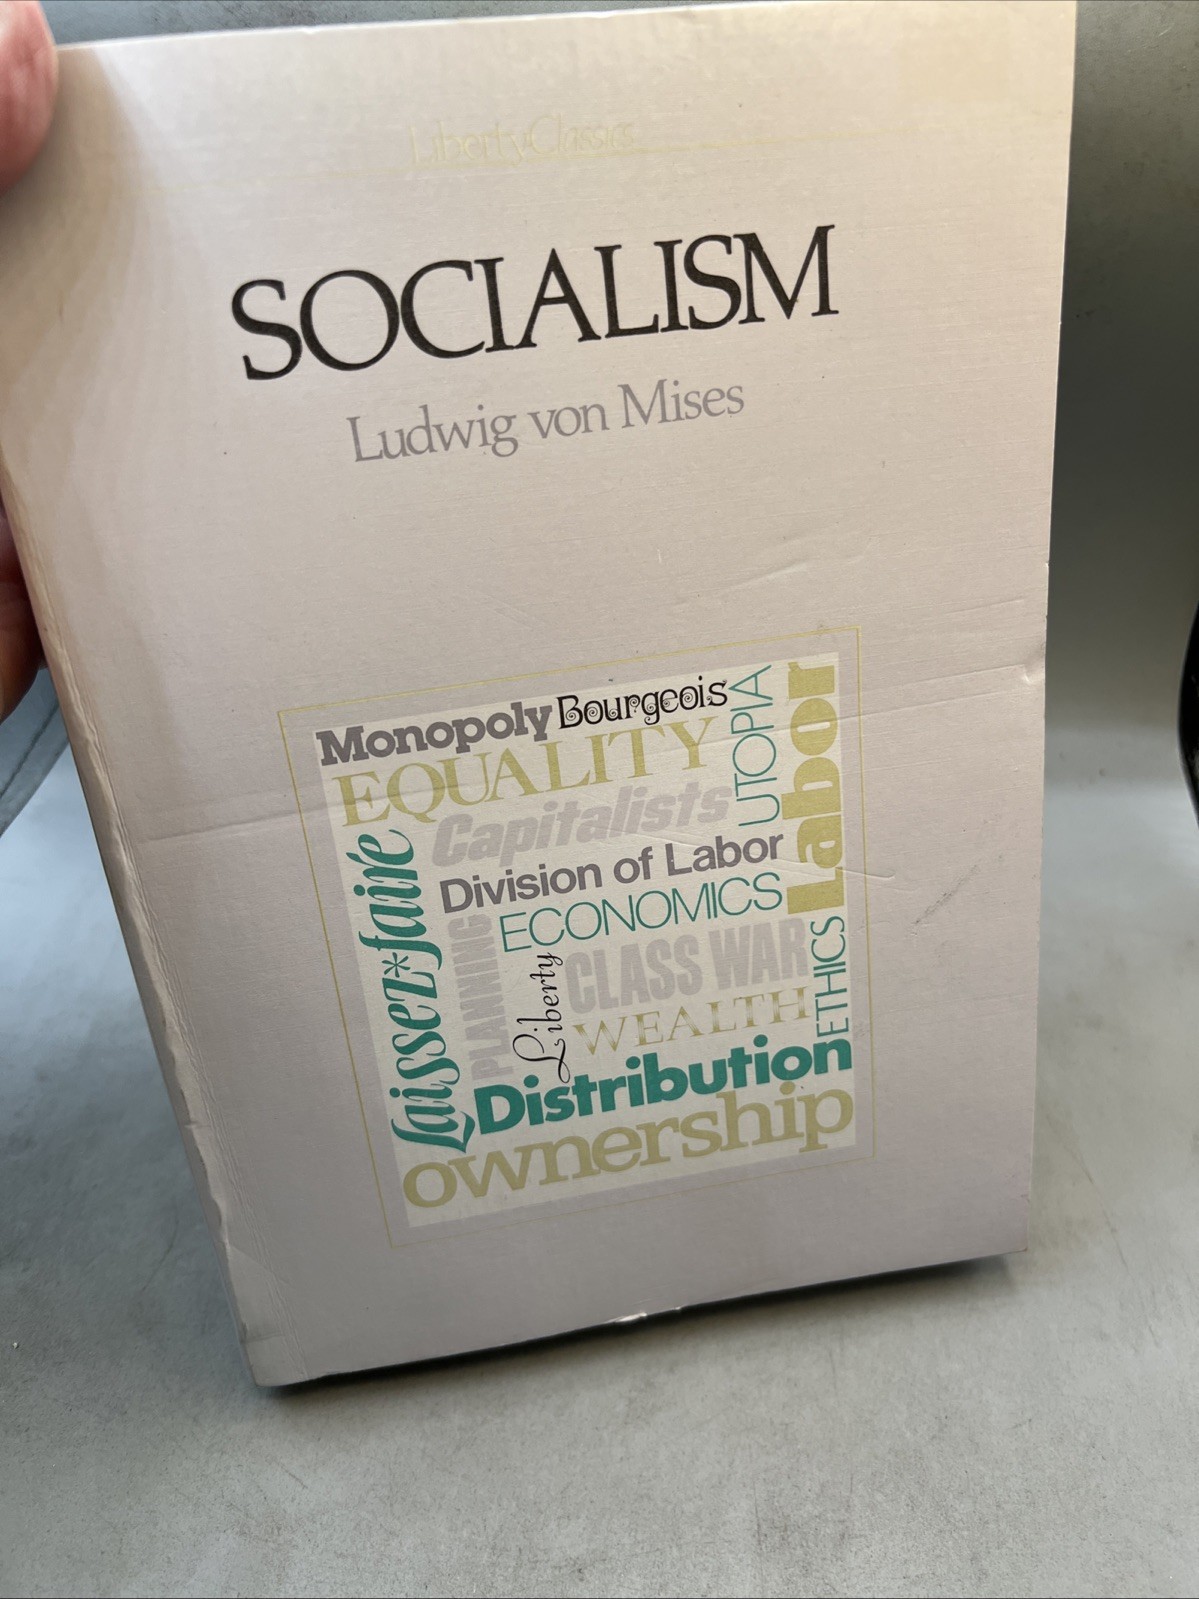 LibertyClassics
SOCIALISM
Ludwig von Mises
Monopoly
Bourgeois
EQUALITY
UTOPIA
Labor
Capitalists
Laissez*faire
Division of Labor
ECONOMICS
PLANNING
Liberty
CLASS WAR
ETHICS
WEALTH
Distribution
ownership